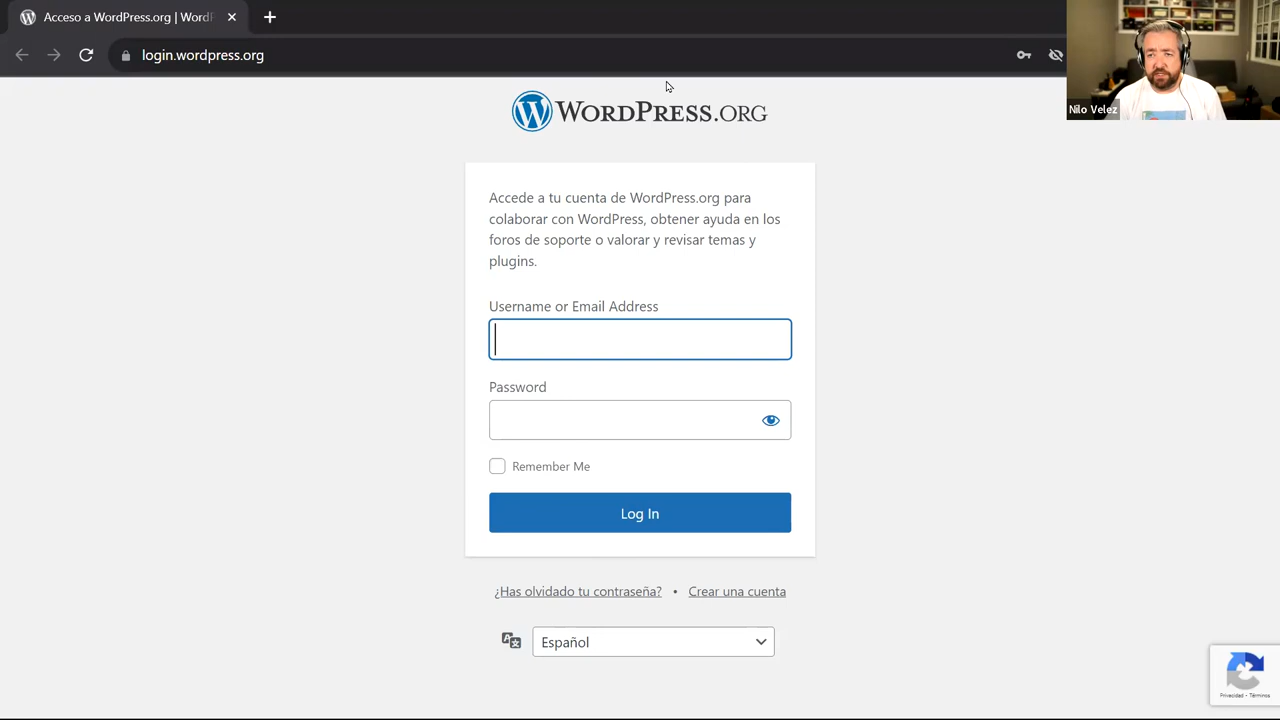 Acceso a WordPress.org | WordP
login.wordpress.org
Nilo Velez
WORDPRESS.ORG
Accede a tu cuenta de WordPress.org para
colaborar con WordPress, obtener ayuda en los
foros de soporte o valorar y revisar temas y
plugins.
Username or Email Address
Password
Remember Me
Log In
¿Has olvidado tu contraseña? • Crear una cuenta
Español
Privacidad - Términos